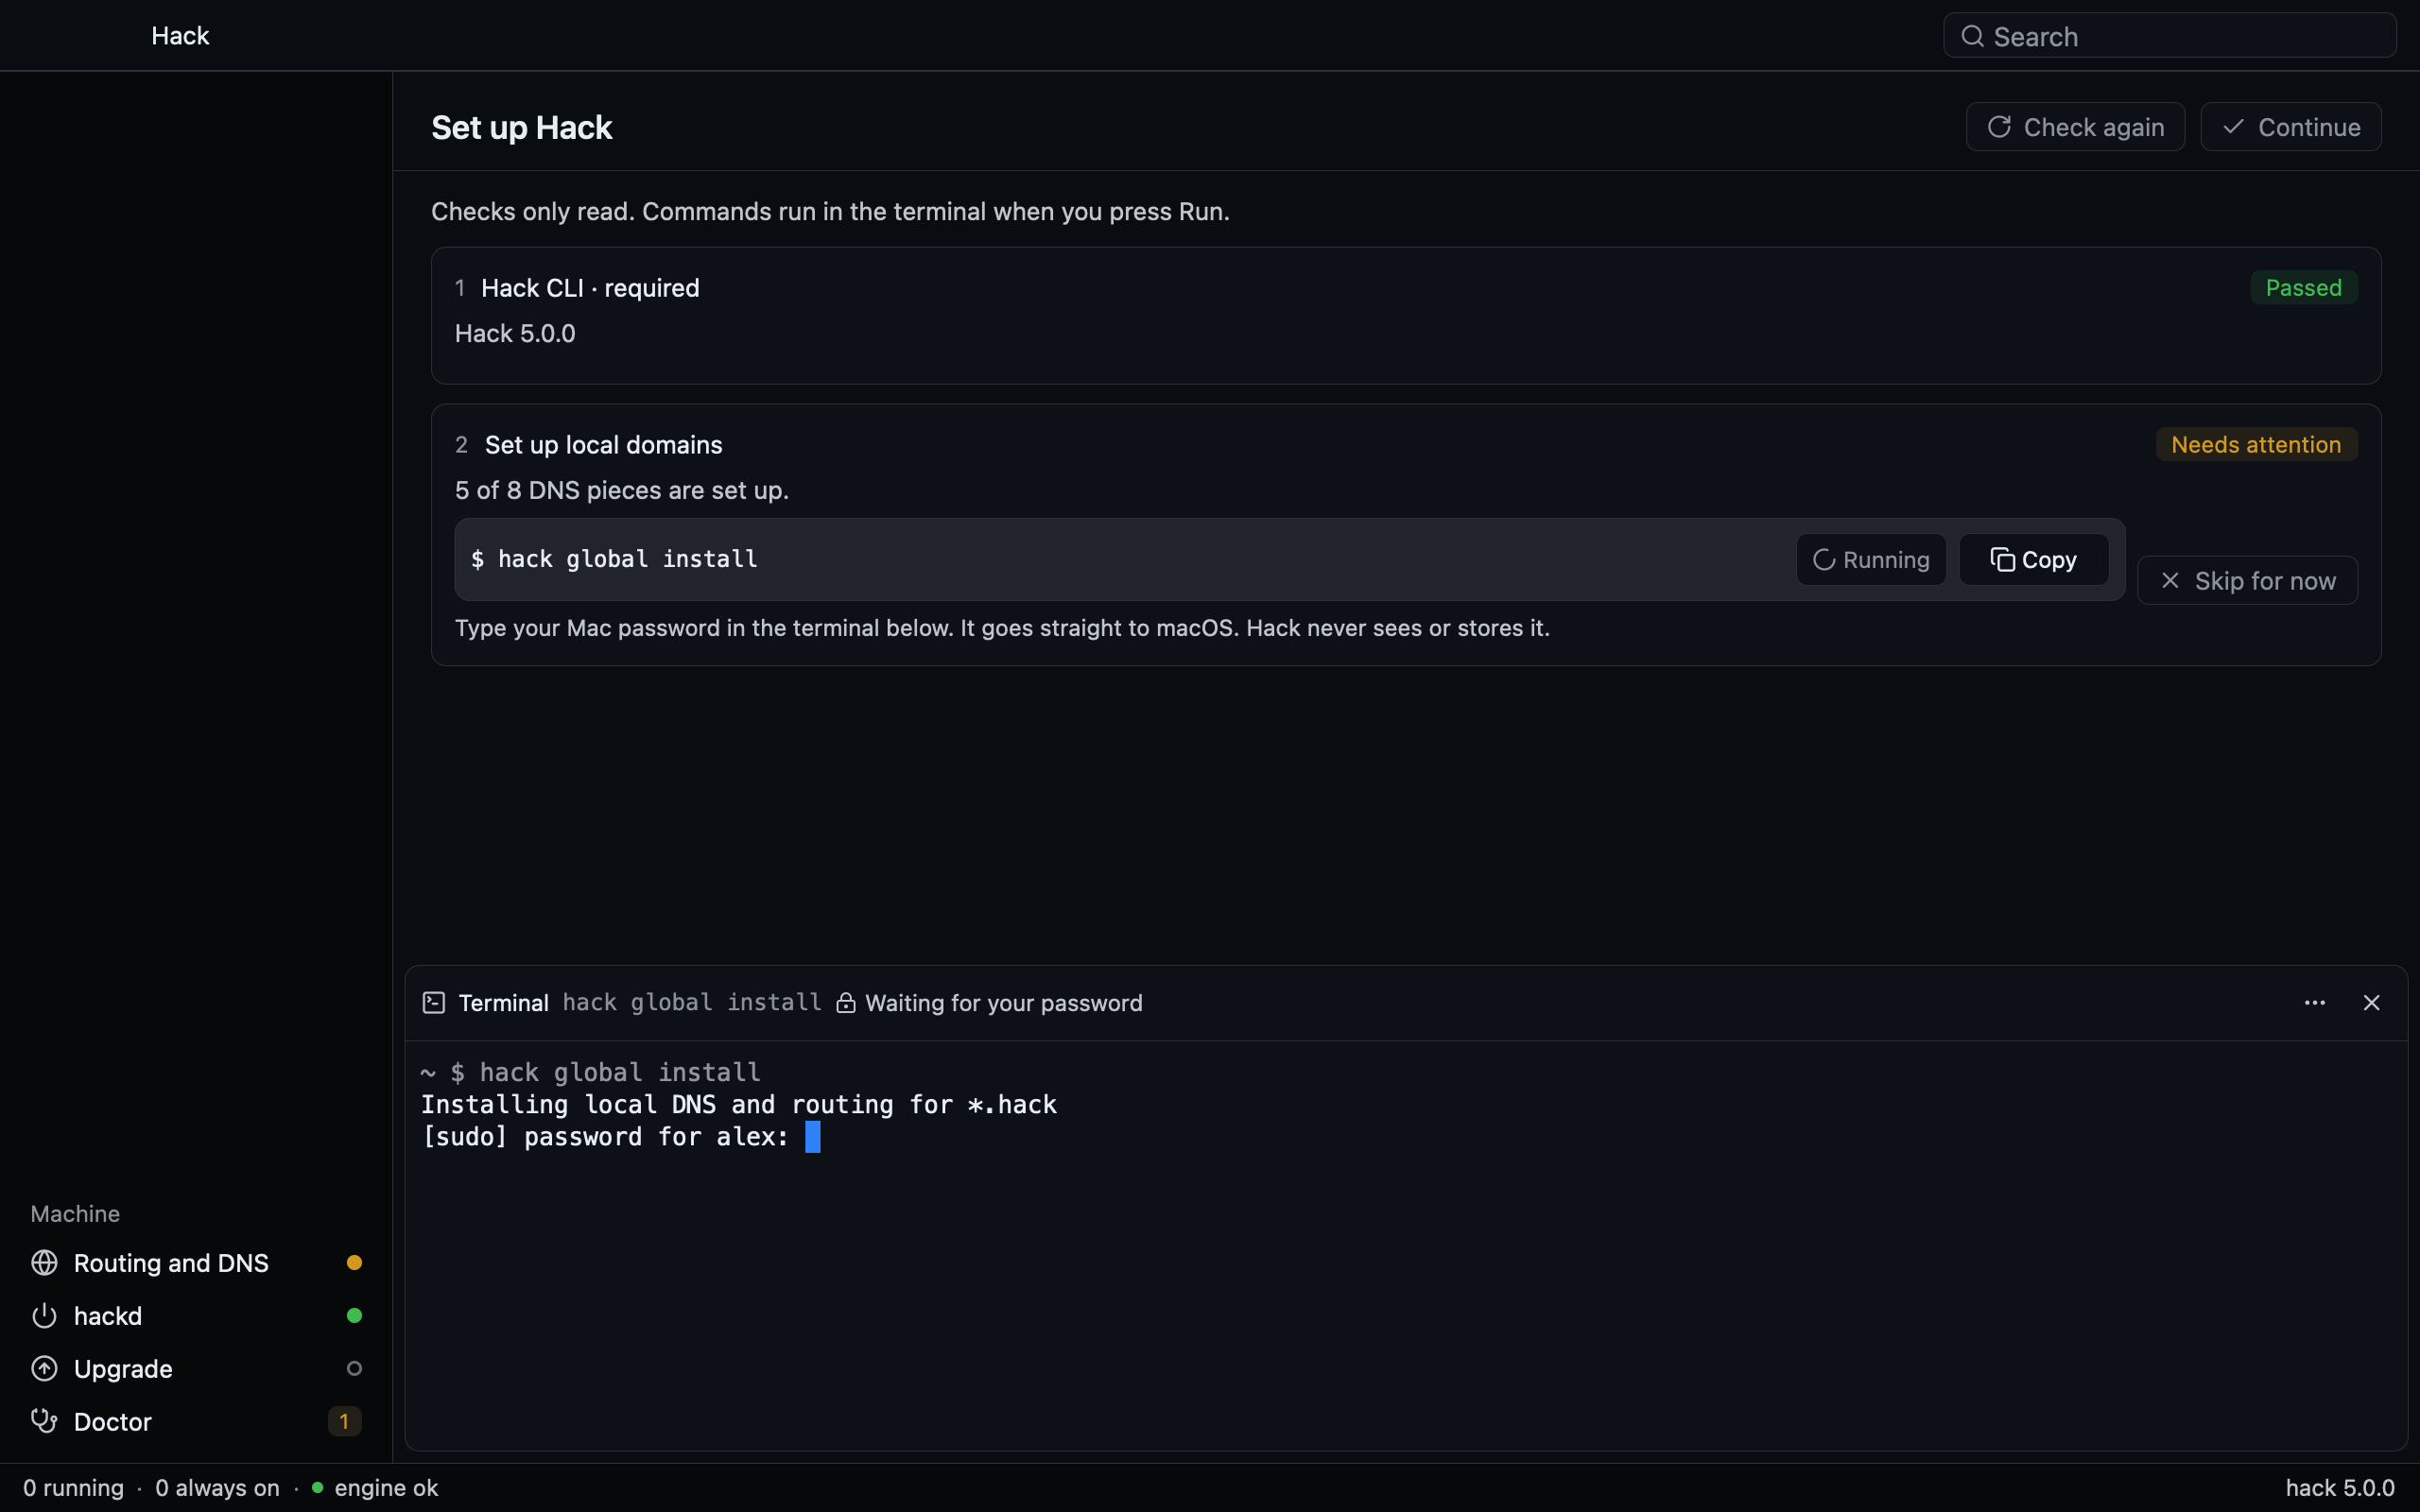 Hack
Search
Set up Hack
Check again
Continue
Checks only read. Commands run in the terminal when you press Run.
1 Hack CLI · required
Passed
Hack 5.0.0
2 Set up local domains
Needs attention
5 of 8 DNS pieces are set up.
$ hack global install
Running
Copy
Skip for now
Type your Mac password in the terminal below. It goes straight to macOS. Hack never sees or stores it.
Terminal hack global install Waiting for your password
~ $ hack global install
Installing local DNS and routing for *.hack
[sudo] password for alex:
Machine
Routing and DNS
hackd
Upgrade
Doctor 1
0 running · 0 always on · engine ok
hack 5.0.0